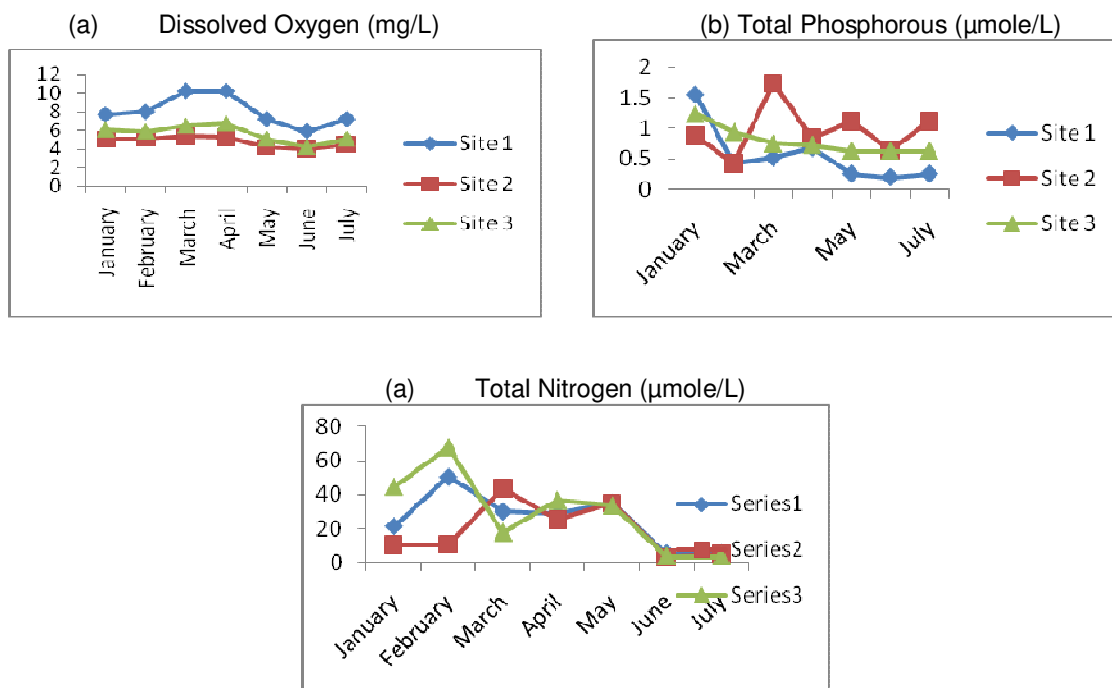 (a) Dissolved Oxygen (mg/L)
12
10
8
6
4
2
0
January
February
March
April
May
June
July
Site 1
Site 2
Site 3
(b) Total Phosphorous (µmole/L)
2
1.5
1
0.5
0
January
March
May
July
Site 1
Site 2
Site 3
(a) Total Nitrogen (µmole/L)
80
60
40
20
0
January
February
March
April
May
June
July
Series1
Series2
Series3